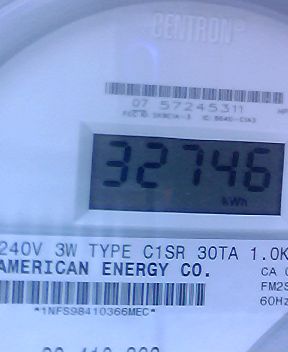 CENTRON®
07 57245311
32746
kWh
240V 3W TYPE C1SR 30TA 1.0K
AMERICAN ENERGY CO.
CA
FM2S
60Hz
*1NFS98410366MEC*